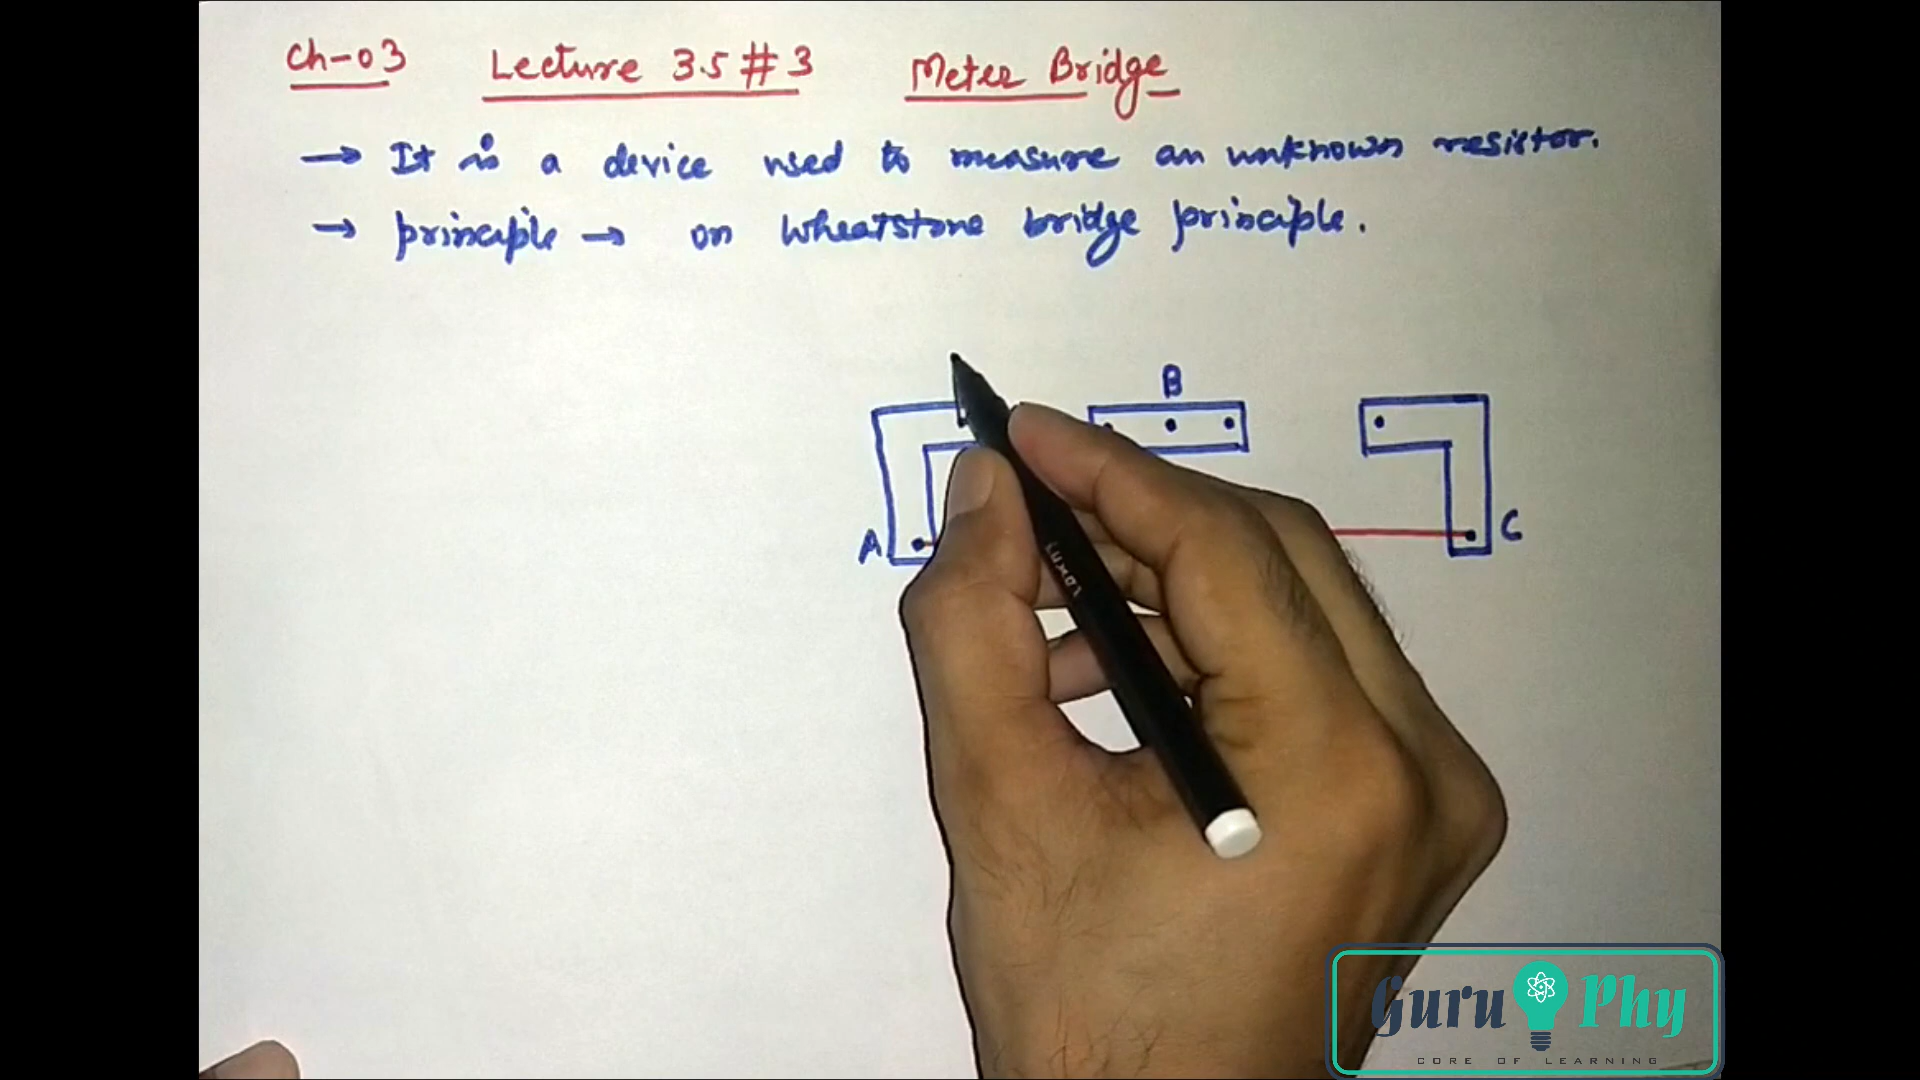 Ch-03 Lecture 3.5 # 3 Meter Bridge
→ It is a device used to measure an unknown resistor.
→ principle → on wheatstone bridge principle.
B
A
C
Luxor
Guru Phy
CORE OF LEARNING